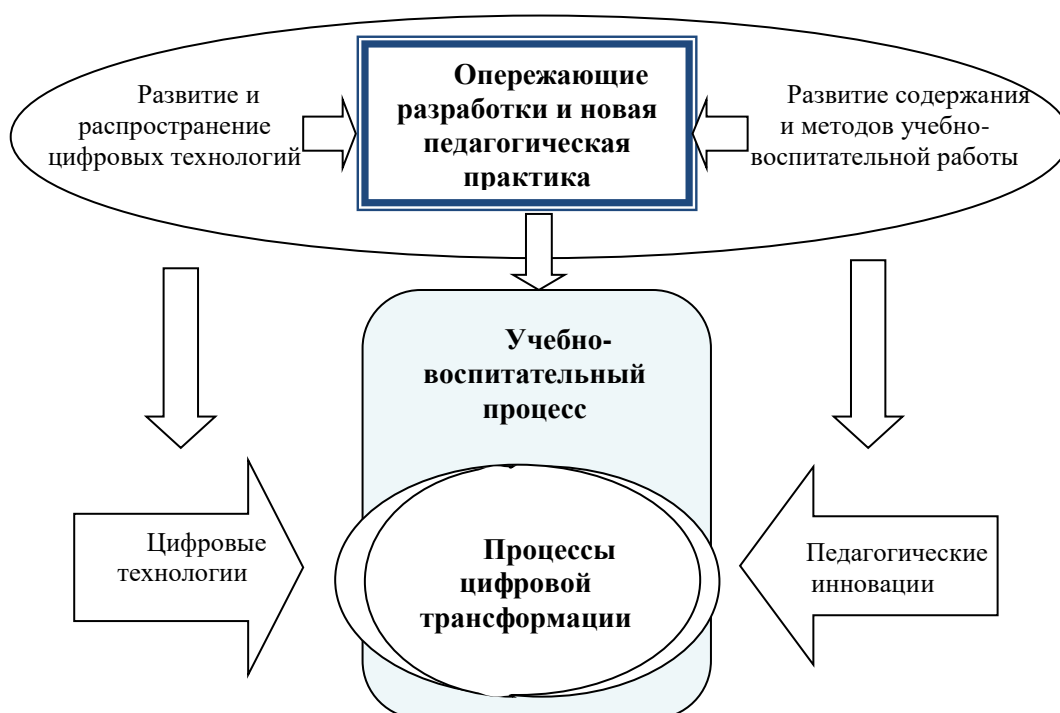 Развитие и
распространение
цифровых технологий
Опережающие
разработки и новая
педагогическая
практика
Развитие содержания
и методов учебно-
воспитательной работы
Учебно-
воспитательный
процесс
Цифровые
технологии
Процессы
цифровой
трансформации
Педагогические
инновации